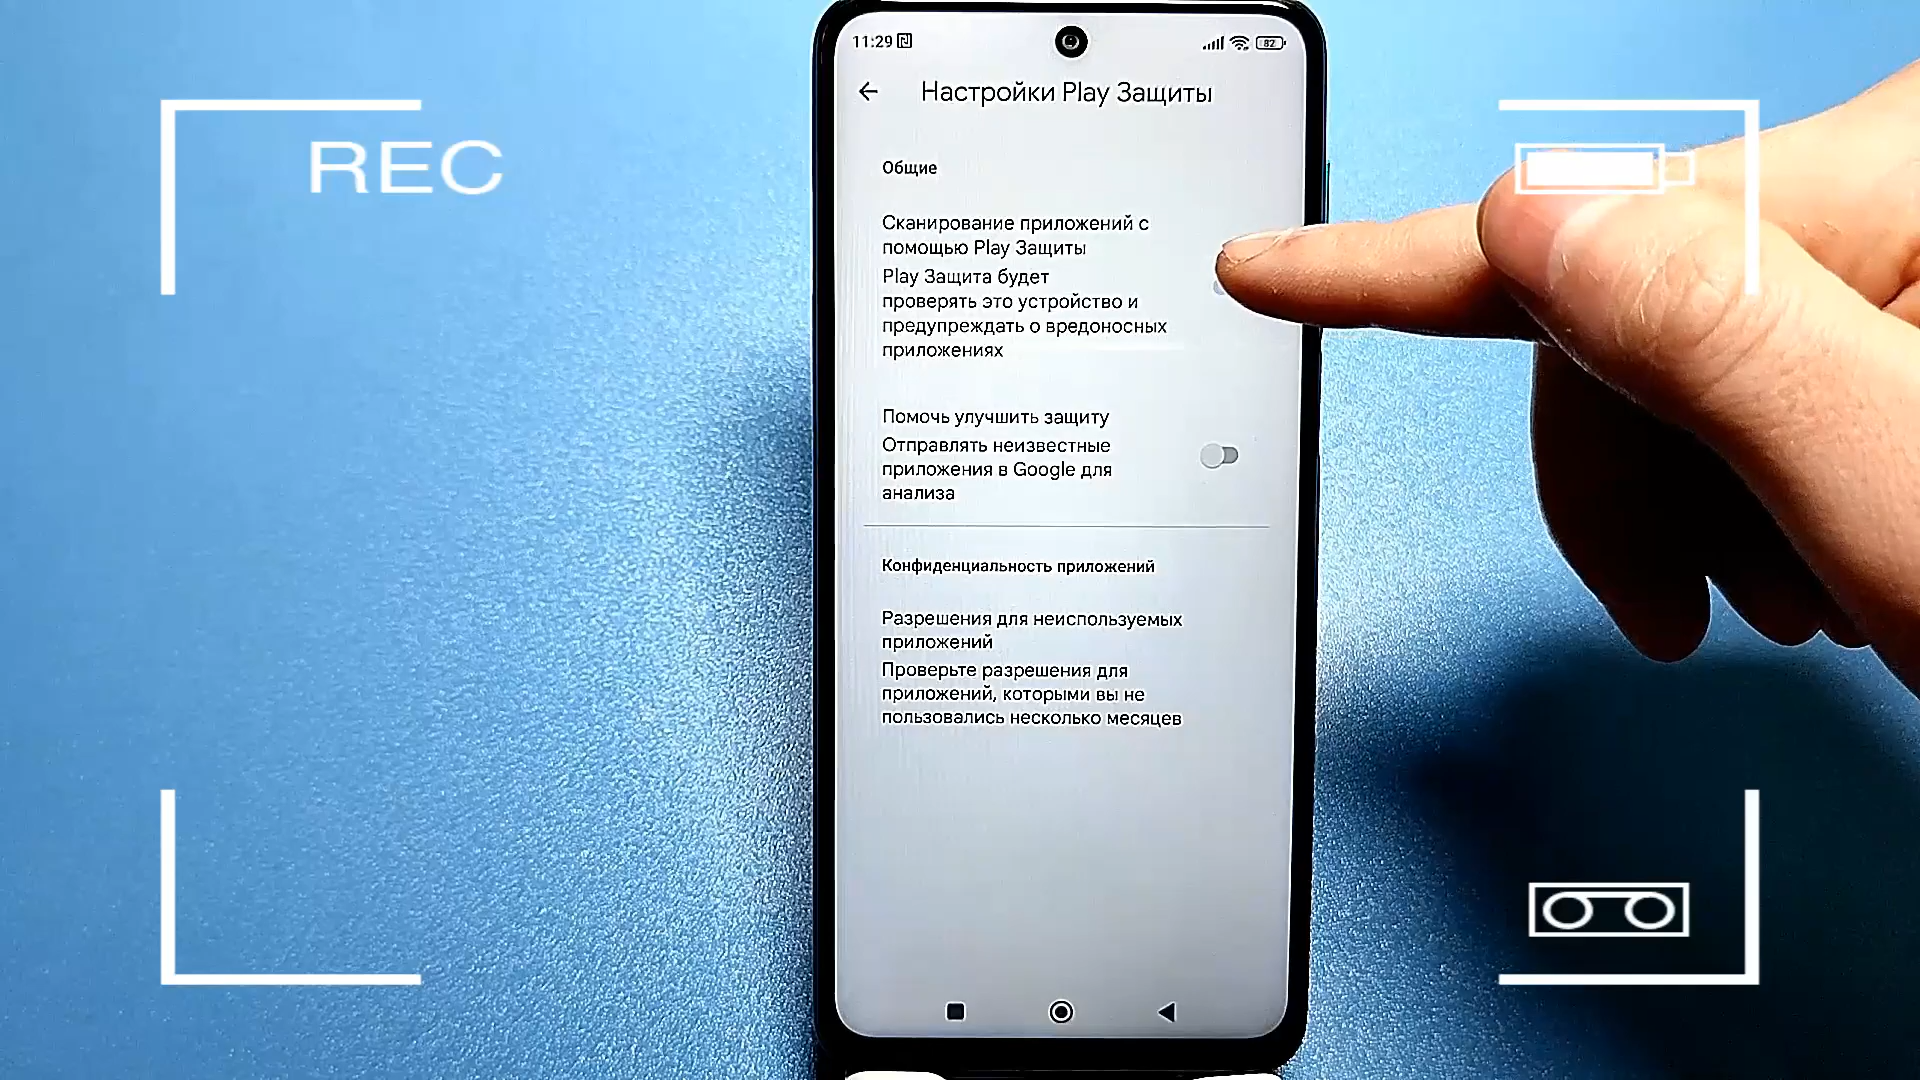 11:29
82
Настройки Play Защиты
REC
Общие
Сканирование приложений с
помощью Play Защиты
Play Защита будет
проверять это устройство и
предупреждать о вредоносных
приложениях
Помочь улучшить защиту
Отправлять неизвестные
приложения в Google для
анализа
Конфиденциальность приложений
Разрешения для неиспользуемых
приложений
Проверьте разрешения для
приложений, которыми вы не
пользовались несколько месяцев